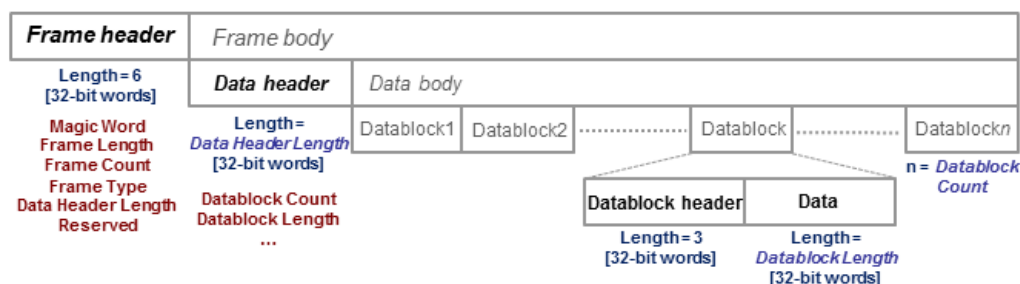 Frame header
Frame body
Length = 6
[32-bit words]
Magic Word
Frame Length
Frame Count
Frame Type
Data Header Length
Reserved
Data header
Data body
Length =
Data Header Length
[32-bit words]
Datablock Count
Datablock Length
...
Datablock1
Datablock2
Datablock
Datablockn
n = Datablock
Count
Datablock header
Data
Length = 3
[32-bit words]
Length =
Datablock Length
[32-bit words]